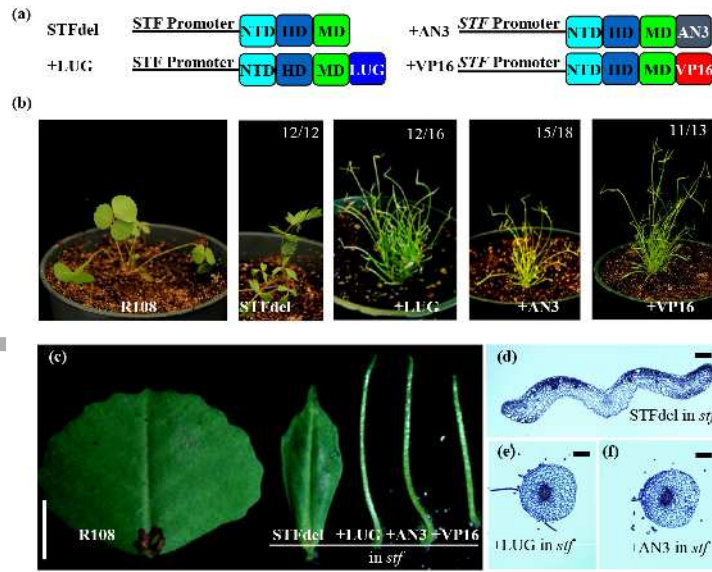 (a)
STFdel STF Promoter NTD HD MD
+AN3 STF Promoter NTD HD MD AN3
+LUG STF Promoter NTD HD MD LUG
+VP16 STF Promoter NTD HD MD VP16
(b)
12/12 12/16 15/18 11/13
R108 STFdel +LUG +AN3 +VP16
(c)
R108 STFdel +LUG +AN3 +VP16
in stf
(d)
STFdel in stf
(e)
+LUG in stf
(f)
+AN3 in stf